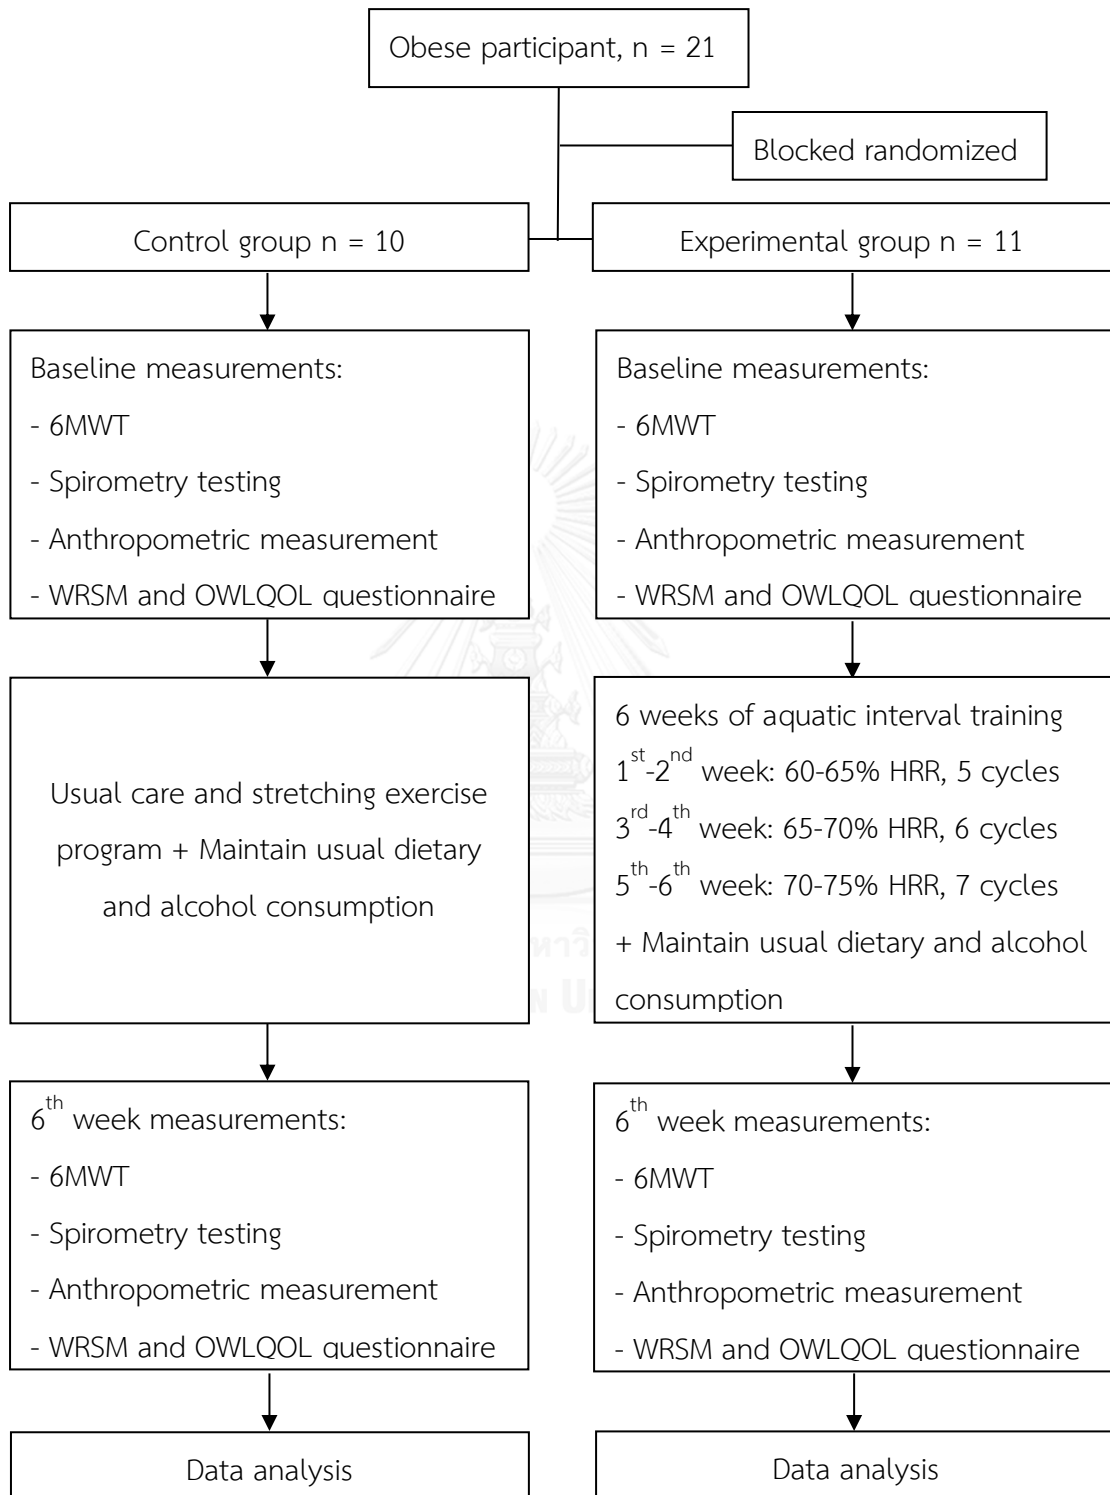 Obese participant, n = 21
Blocked randomized
Control group n = 10
Experimental group n = 11
Baseline measurements:
- 6MWT
- Spirometry testing
- Anthropometric measurement
- WRSM and OWLQOL questionnaire
Baseline measurements:
- 6MWT
- Spirometry testing
- Anthropometric measurement
- WRSM and OWLQOL questionnaire
Usual care and stretching exercise
program + Maintain usual dietary
and alcohol consumption
6 weeks of aquatic interval training
1st-2nd week: 60-65% HRR, 5 cycles
3rd-4th week: 65-70% HRR, 6 cycles
5th-6th week: 70-75% HRR, 7 cycles
+ Maintain usual dietary and alcohol
consumption
6th week measurements:
- 6MWT
- Spirometry testing
- Anthropometric measurement
- WRSM and OWLQOL questionnaire
6th week measurements:
- 6MWT
- Spirometry testing
- Anthropometric measurement
- WRSM and OWLQOL questionnaire
Data analysis
Data analysis